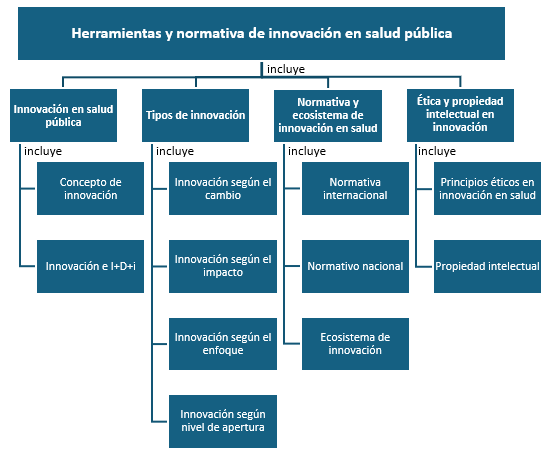 Herramientas y normativa de innovación en salud pública
incluye
Innovación en salud
pública
Tipos de innovación
Normativa y
ecosistema de
innovación en salud
Ética y propiedad
intelectual en
innovación
incluye
incluye
incluye
incluye
Concepto de
innovación
Innovación e I+D+i
Innovación según el
cambio
Innovación según el
impacto
Innovación según el
enfoque
Innovación según
nivel de apertura
Normativa
internacional
Normativo nacional
Ecosistema de
innovación
Principios éticos en
innovación en salud
Propiedad intelectual